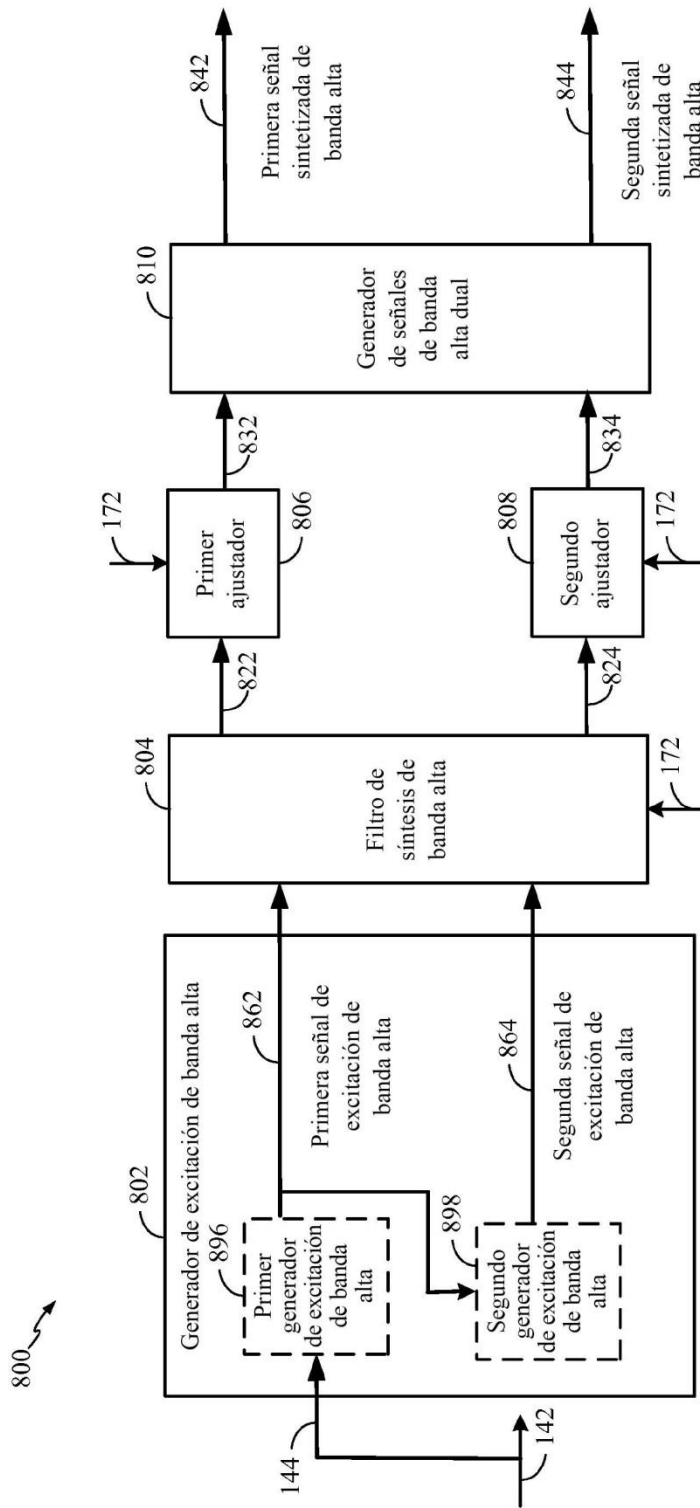 800
802
Generador de excitación de banda alta
896
Primer
generador
de excitación
de banda
alta
898
Segundo
generador
de excitación
de banda
alta
144
142
862
Primera señal de
excitación de
banda alta
864
Segunda señal de
excitación de
banda alta
804
Filtro de
síntesis de
banda alta
172
822
824
172
Primer
ajustador
806
808
Segundo
ajustador
172
832
834
810
Generador
de señales
de banda
alta dual
842
Primera señal
sintetizada de
banda alta
844
Segunda señal
sintetizada de
banda alta